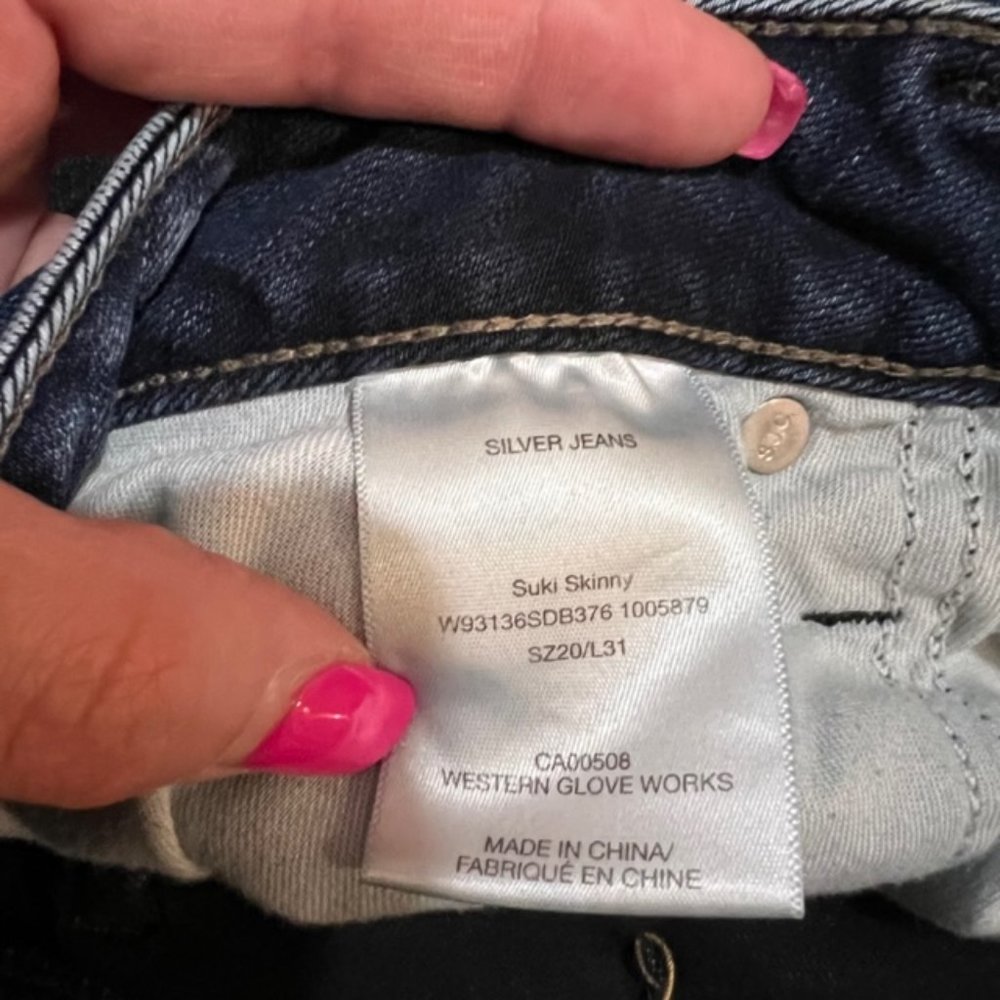 SILVER JEANS
Suki Skinny
W93136SDB376 1005879
SZ20/L31
CA00508
WESTERN GLOVE WORKS
MADE IN CHINA/
FABRIQUÉ EN CHINE